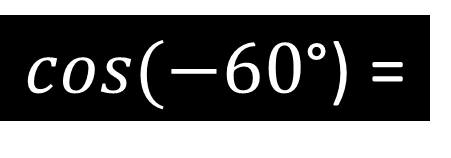 cos(−60°) =